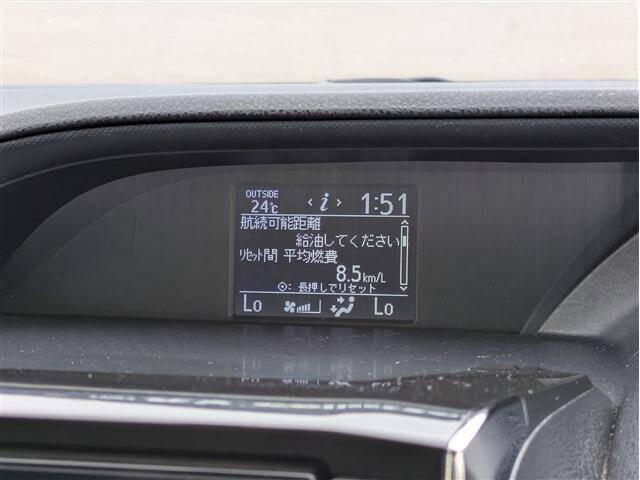 OUTSIDE
24℃ ‹ i › 1:51
航続可能距離
給油してください
ﾘｾｯﾄ間 平均燃費
8.5km/L
⊙: 長押しでリセット
Lo Lo